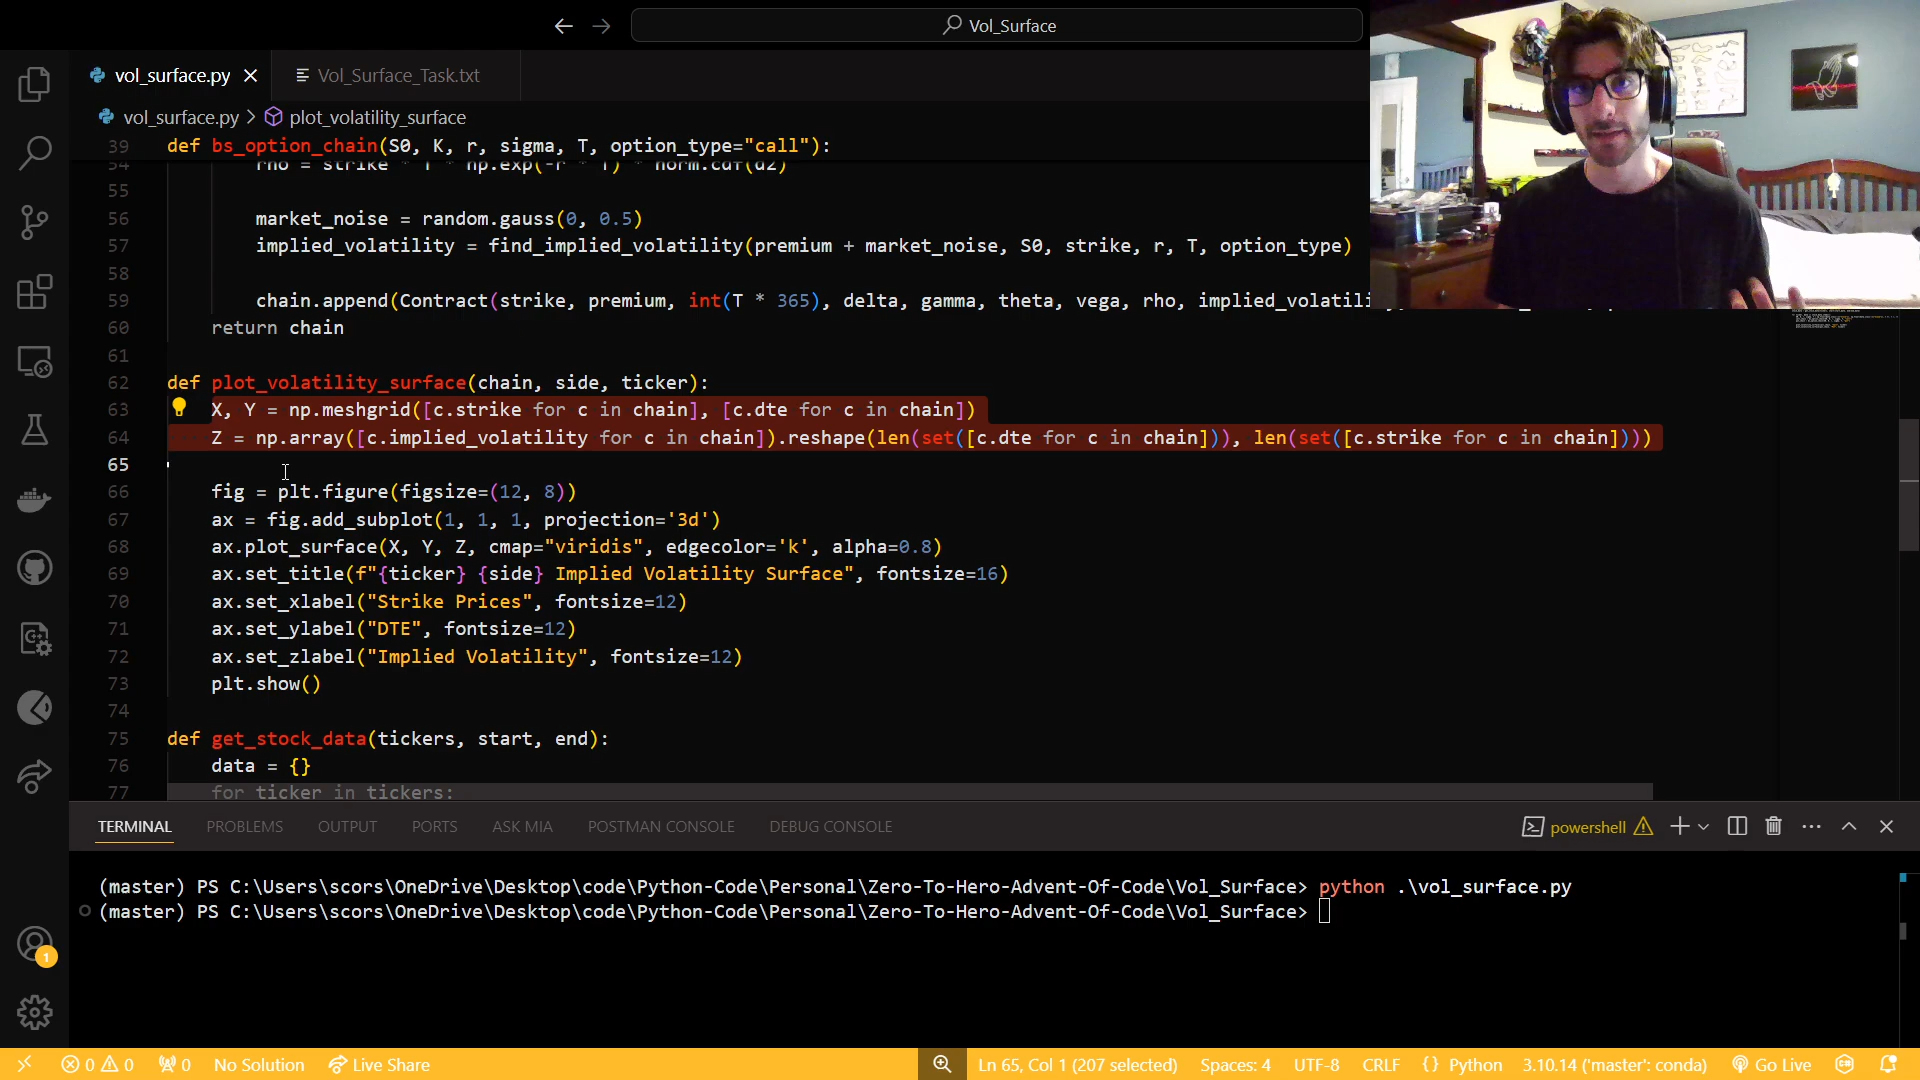 Vol_Surface
vol_surface.py
Vol_Surface_Task.txt
vol_surface.py > plot_volatility_surface
39 def bs_option_chain(S0, K, r, sigma, T, option_type="call"):
54 rho = strike * T * np.exp(-r * T) * norm.cdf(d2)
55
56 market_noise = random.gauss(0, 0.5)
57 implied_volatility = find_implied_volatility(premium + market_noise, S0, strike, r, T, option_type)
58
59 chain.append(Contract(strike, premium, int(T * 365), delta, gamma, theta, vega, rho, implied_volatili
60 return chain
61
62 def plot_volatility_surface(chain, side, ticker):
63 X, Y = np.meshgrid([c.strike for c in chain], [c.dte for c in chain])
64 Z = np.array([c.implied_volatility for c in chain]).reshape(len(set([c.dte for c in chain])), len(set([c.strike for c in chain])))
65
66 fig = plt.figure(figsize=(12, 8))
67 ax = fig.add_subplot(1, 1, 1, projection='3d')
68 ax.plot_surface(X, Y, Z, cmap="viridis", edgecolor='k', alpha=0.8)
69 ax.set_title(f"{ticker} {side} Implied Volatility Surface", fontsize=16)
70 ax.set_xlabel("Strike Prices", fontsize=12)
71 ax.set_ylabel("DTE", fontsize=12)
72 ax.set_zlabel("Implied Volatility", fontsize=12)
73 plt.show()
74
75 def get_stock_data(tickers, start, end):
76 data = {}
77 for ticker in tickers:
TERMINAL PROBLEMS OUTPUT PORTS ASK MIA POSTMAN CONSOLE DEBUG CONSOLE powershell
(master) PS C:\Users\scors\OneDrive\Desktop\code\Python-Code\Personal\Zero-To-Hero-Advent-Of-Code\Vol_Surface> python .\vol_surface.py
(master) PS C:\Users\scors\OneDrive\Desktop\code\Python-Code\Personal\Zero-To-Hero-Advent-Of-Code\Vol_Surface>
1
0 0 0 No Solution Live Share Ln 65, Col 1 (207 selected) Spaces: 4 UTF-8 CRLF {} Python 3.10.14 ('master': conda) Go Live